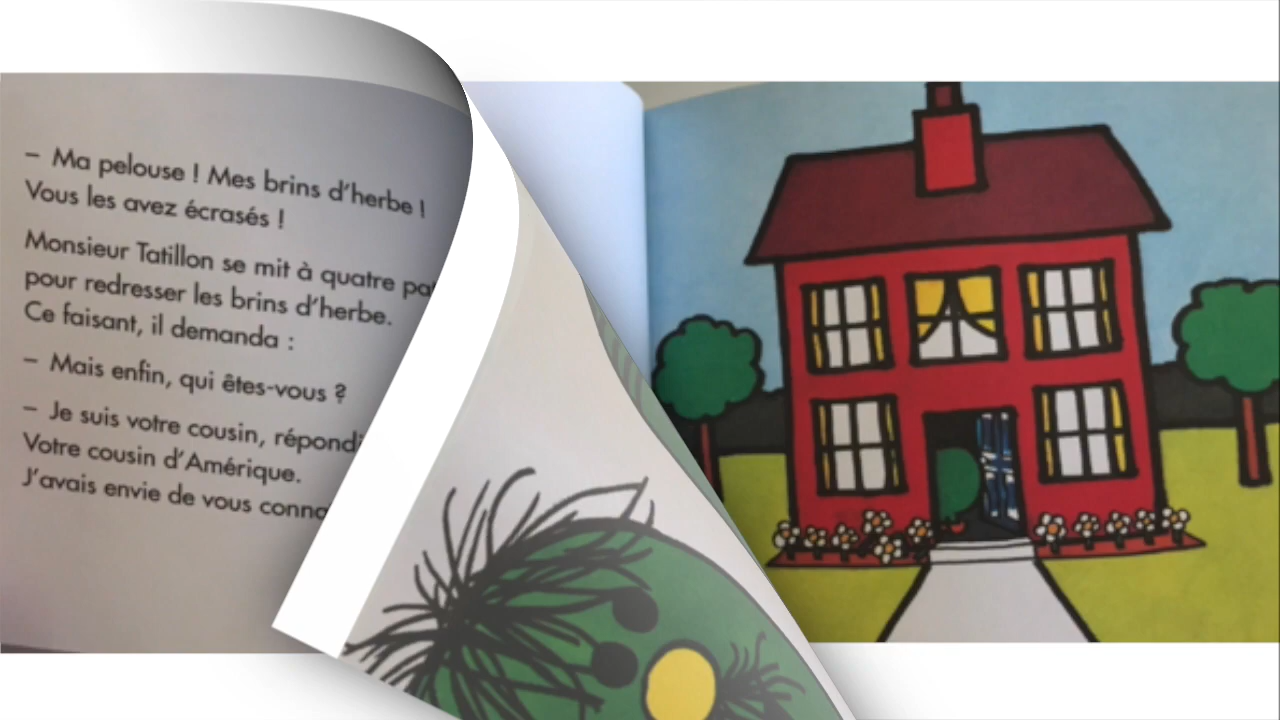 – Ma pelouse ! Mes brins d'herbe !
Vous les avez écrasés !
Monsieur Tatillon se mit à quatre
pour redresser les brins d'herbe.
Ce faisant, il demanda :
– Mais enfin, qui êtes-vous ?
– Je suis votre cousin,
Votre cousin d'Amérique.
J'avais envie de vous